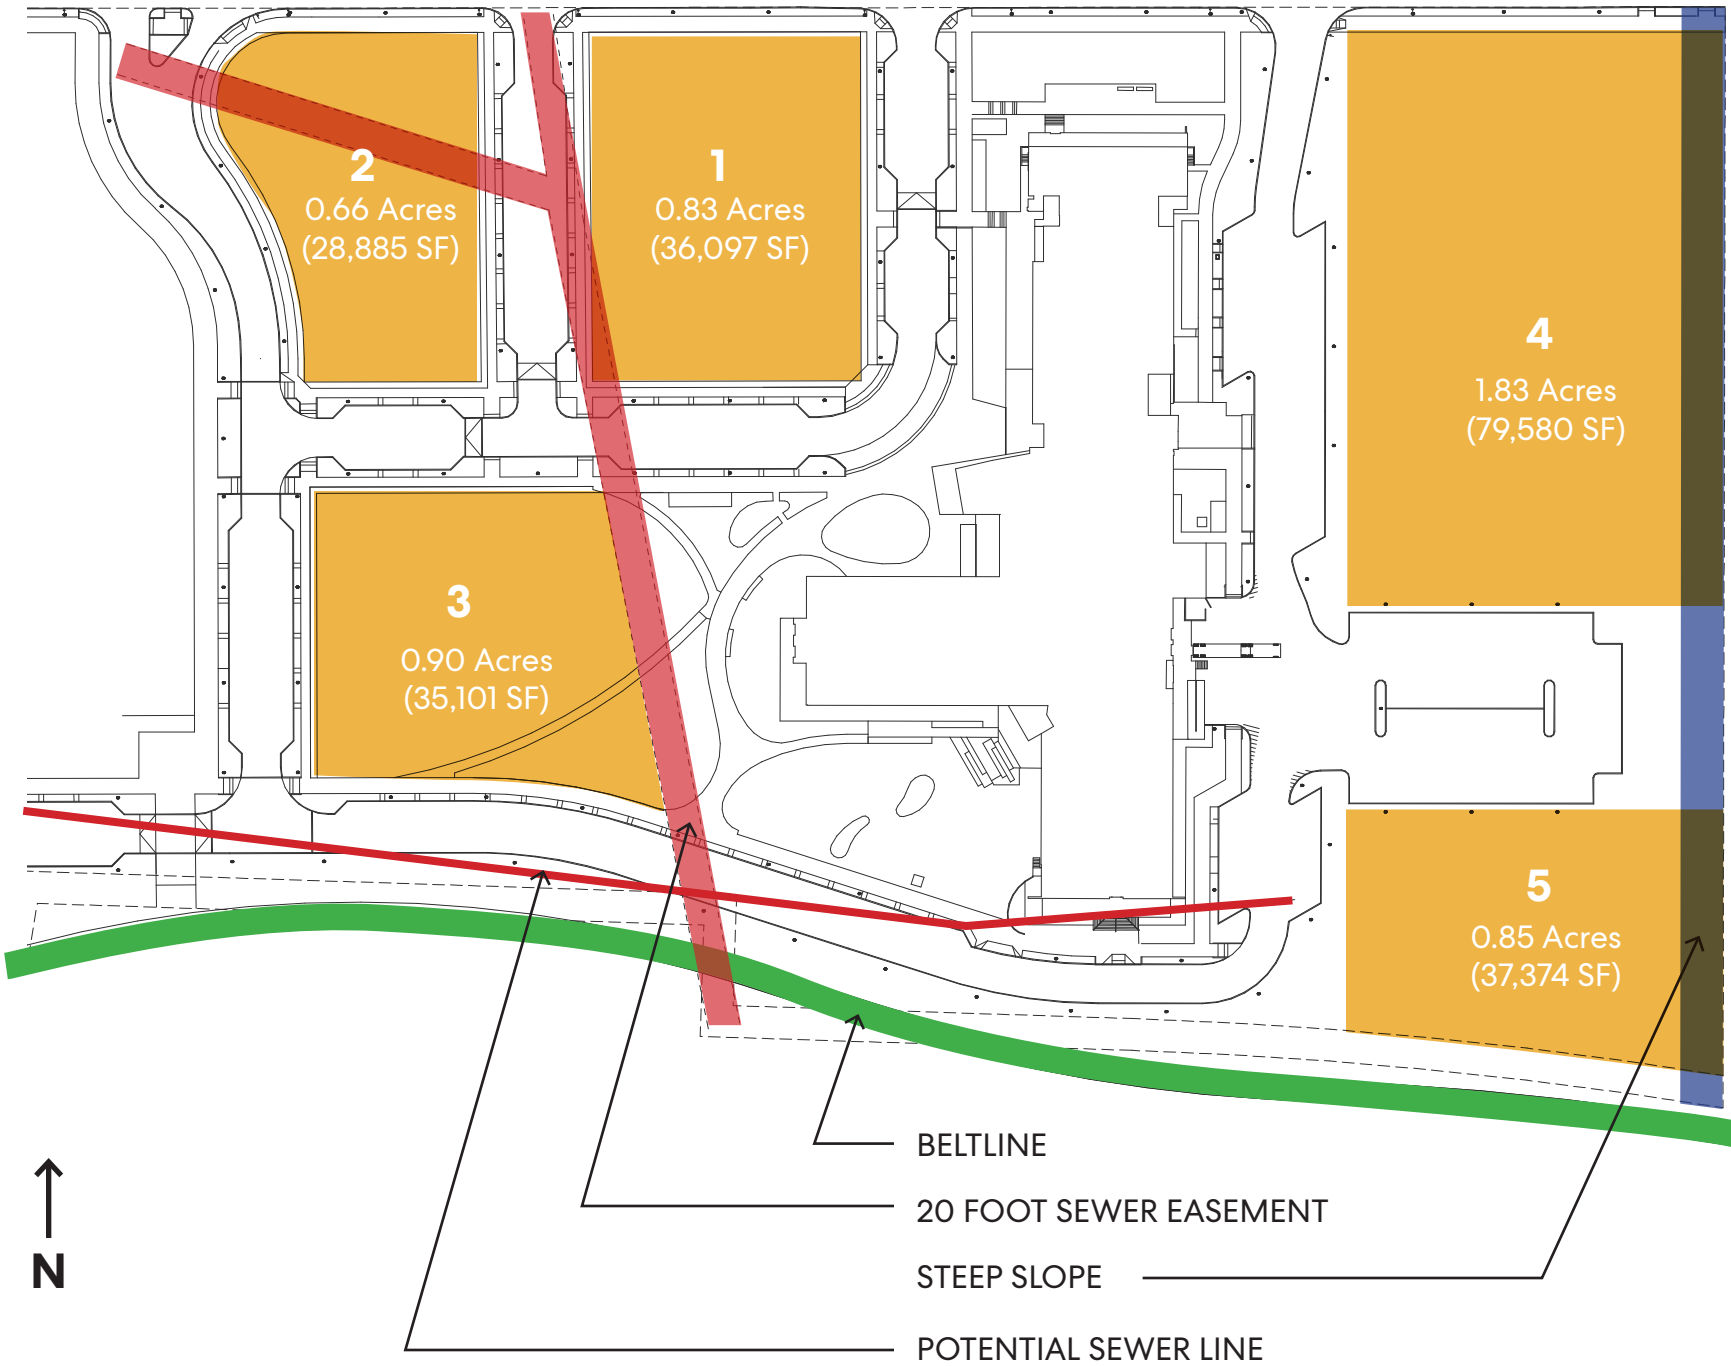 2
0.66 Acres
(28,885 SF)
1
0.83 Acres
(36,097 SF)
4
1.83 Acres
(79,580 SF)
3
0.90 Acres
(35,101 SF)
5
0.85 Acres
(37,374 SF)
BELTLINE
20 FOOT SEWER EASEMENT
STEEP SLOPE
POTENTIAL SEWER LINE
N